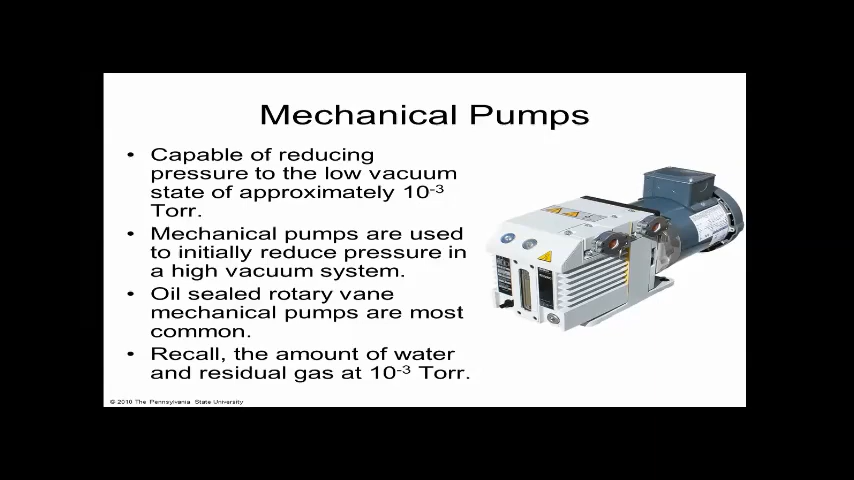 Mechanical Pumps
• Capable of reducing
pressure to the low vacuum
state of approximately 10⁻³
Torr.
• Mechanical pumps are used
to initially reduce pressure in
a high vacuum system.
• Oil sealed rotary vane
mechanical pumps are most
common.
• Recall, the amount of water
and residual gas at 10⁻³ Torr.
© 2010 The Pennsylvania State University